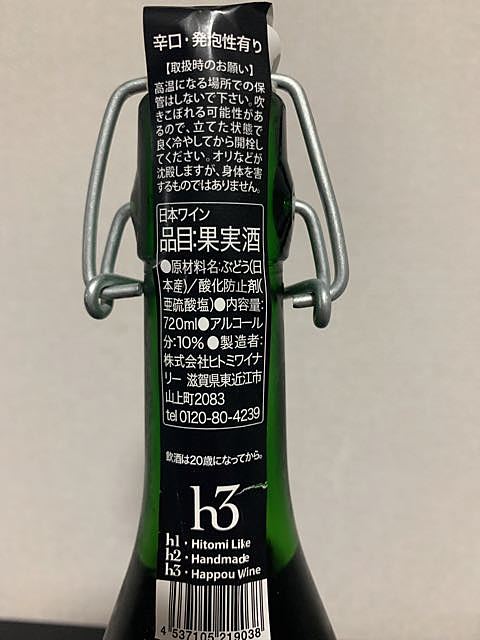 辛口・発泡性有り
【取扱時のお願い】
高温になる場所での保
管はしないで下さい。吹
きこぼれる可能性があ
るので、立てた状態で
良く冷やしてから開栓し
てください。オリなどが
沈殿しますが、身体を害
するものではありません。
日本ワイン
品目:果実酒
●原材料名:ぶどう(日
本産)/酸化防止剤(
亜硫酸塩)●内容量:
720ml●アルコール
分:10%●製造者:
株式会社ヒトミワイナ
リー 滋賀県東近江市
山上町2083
tel 0120-80-4239
飲酒は20歳になってから。
h3
h1・Hitomi Like
h2・Handmade
h3・Happou Wine
4 537105 219038